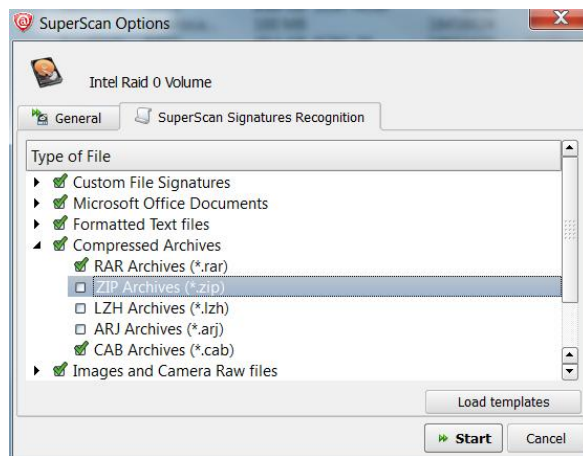 SuperScan Options
Intel Raid 0 Volume
General
SuperScan Signatures Recognition
Type of File
Custom File Signatures
Microsoft Office Documents
Formatted Text files
Compressed Archives
RAR Archives (*.rar)
ZIP Archives (*.zip)
LZH Archives (*.lzh)
ARJ Archives (*.arj)
CAB Archives (*.cab)
Images and Camera Raw files
Load templates
Start Cancel